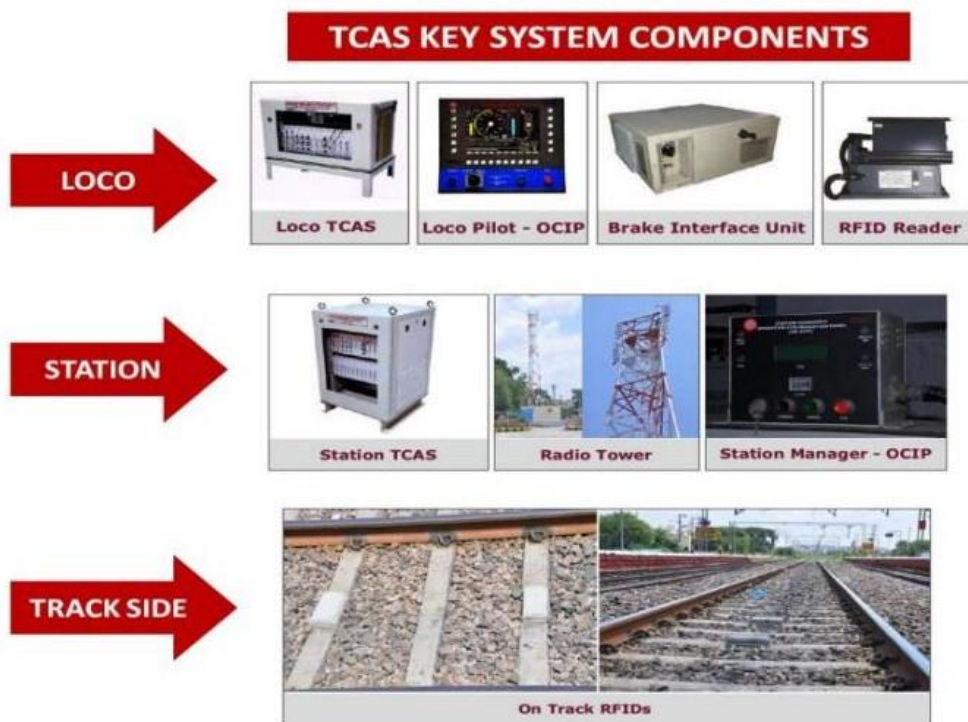 TCAS KEY SYSTEM COMPONENTS
LOCO
Loco TCAS
Loco Pilot - OCIP
Brake Interface Unit
RFID Reader
STATION
Station TCAS
Radio Tower
Station Manager - OCIP
TRACK SIDE
On Track RFIDs